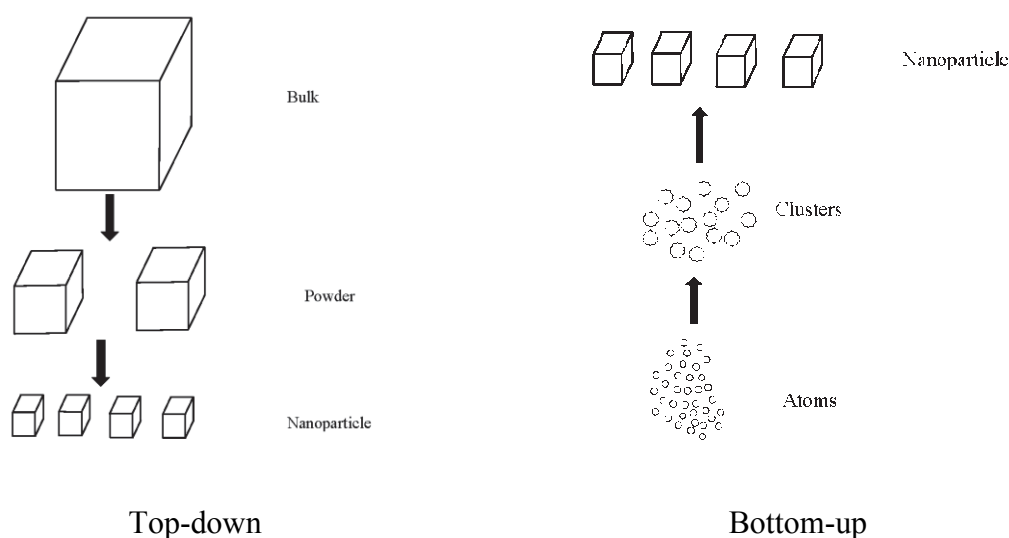 Bulk
Powder
Nanoparticle
Top-down
Nanoparticle
Clusters
Atoms
Bottom-up